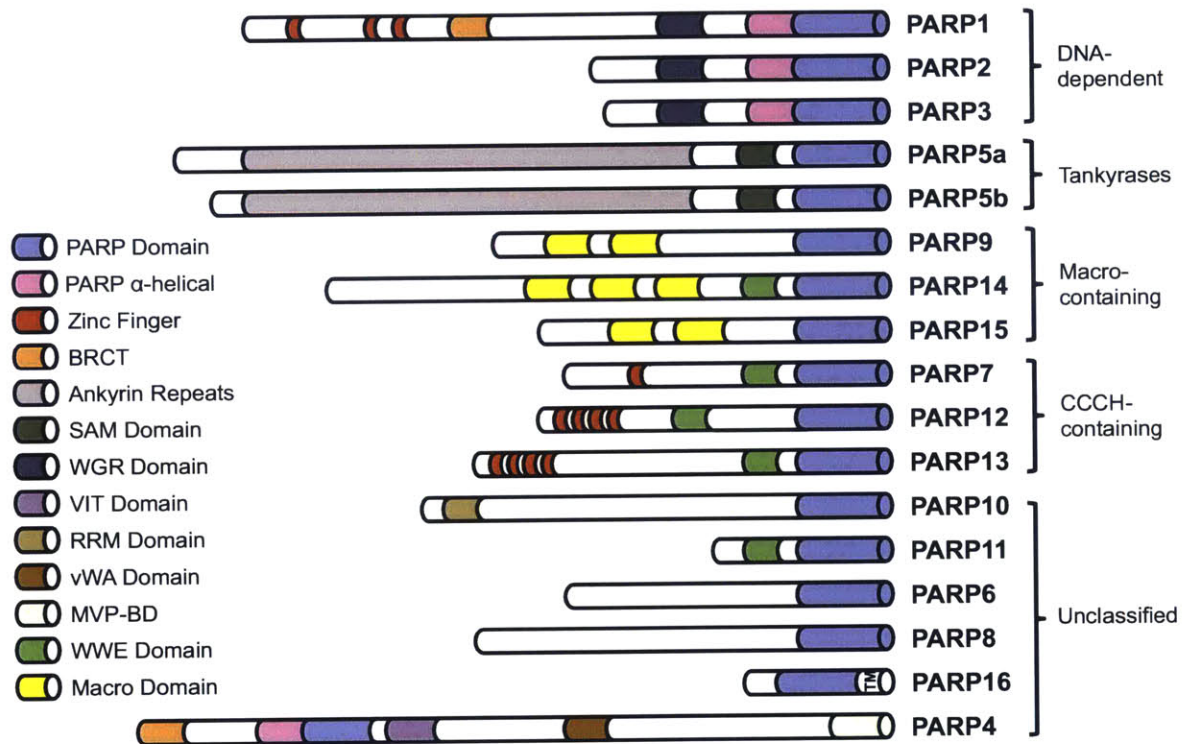 PARP1
PARP2
PARP3
DNA-
dependent
PARP5a
PARP5b
Tankyrases
PARP9
PARP14
PARP15
Macro-
containing
PARP7
PARP12
PARP13
CCCH-
containing
PARP10
PARP11
PARP6
PARP8
TM
PARP16
PARP4
Unclassified
PARP Domain
PARP α-helical
Zinc Finger
BRCT
Ankyrin Repeats
SAM Domain
WGR Domain
VIT Domain
RRM Domain
vWA Domain
MVP-BD
WWE Domain
Macro Domain